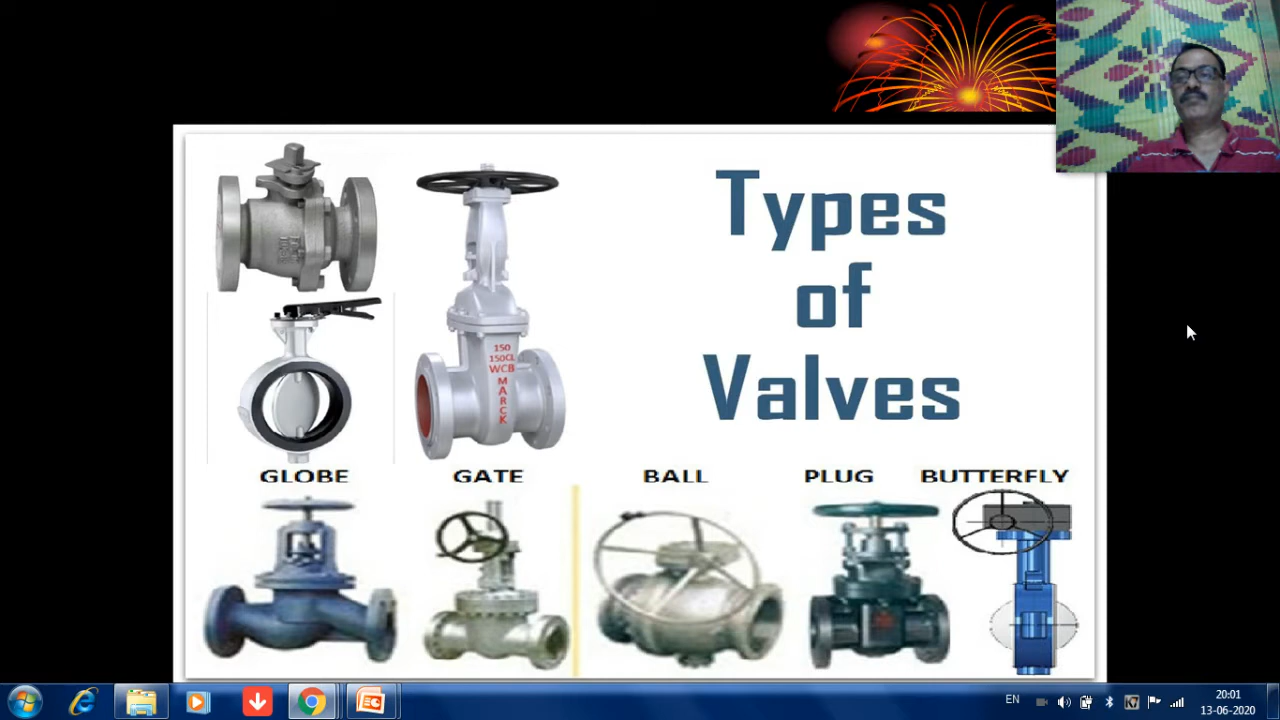 Types
of
Valves
150
150CL
WCB
MARCK
GLOBE GATE BALL PLUG BUTTERFLY
EN
20:01
13-06-2020